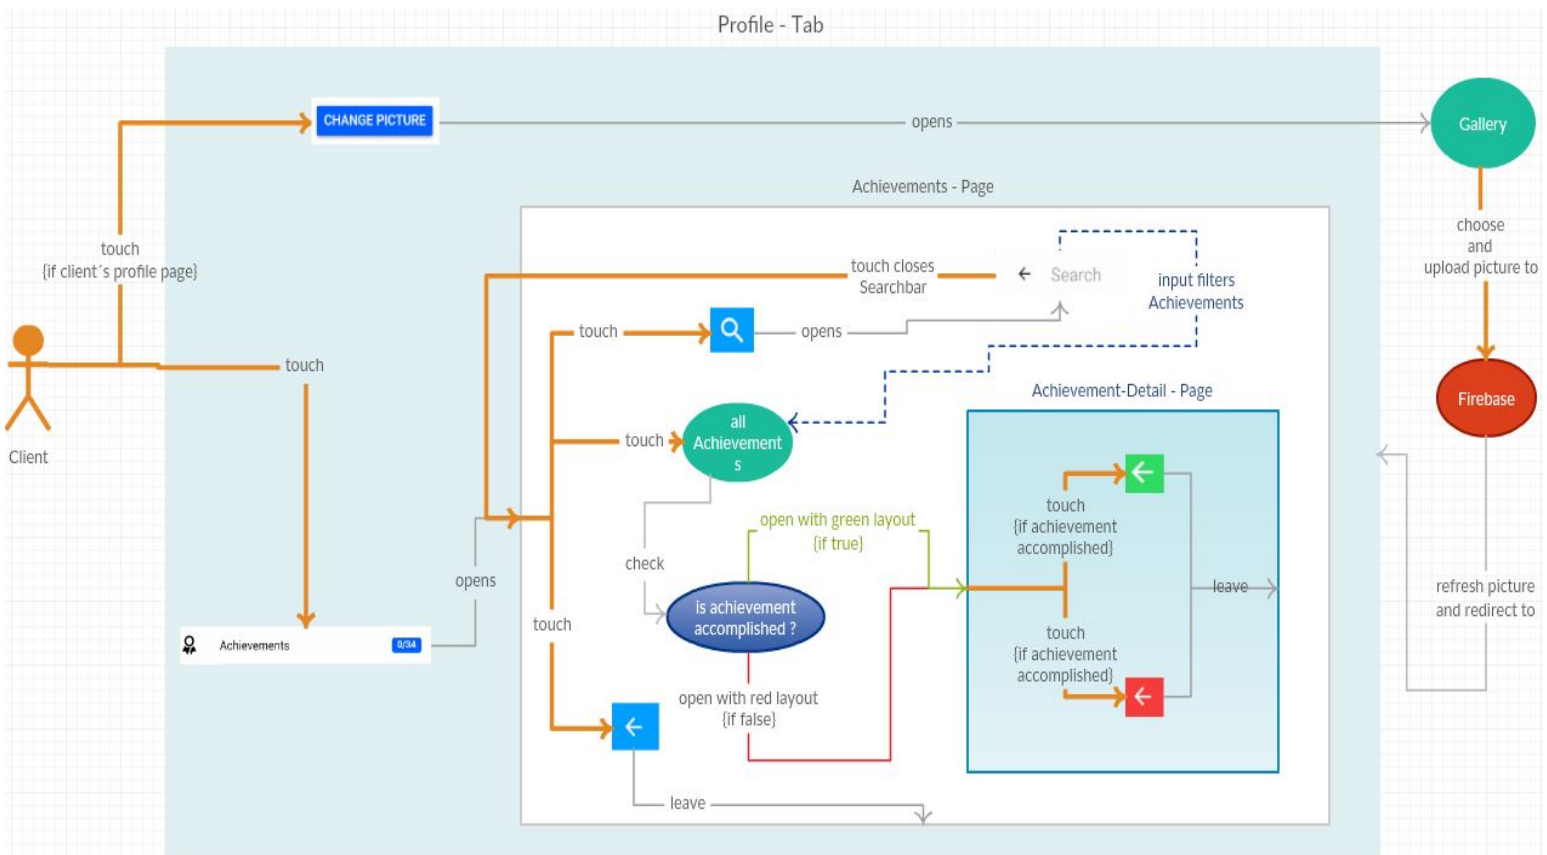 Profile - Tab
CHANGE PICTURE
opens
Gallery
Achievements - Page
choose
and
upload picture to
touch
{if client´s profile page}
touch closes
Searchbar
Search
input filters
Achievements
touch
opens
touch
Achievement-Detail - Page
Firebase
all
Achievement
s
touch
Client
touch
{if achievement
accomplished}
open with green layout
{if true}
check
opens
leave
refresh picture
and redirect to
is achievement
accomplished ?
touch
touch
{if achievement
accomplished}
Achievements
0/34
open with red layout
{if false}
leave